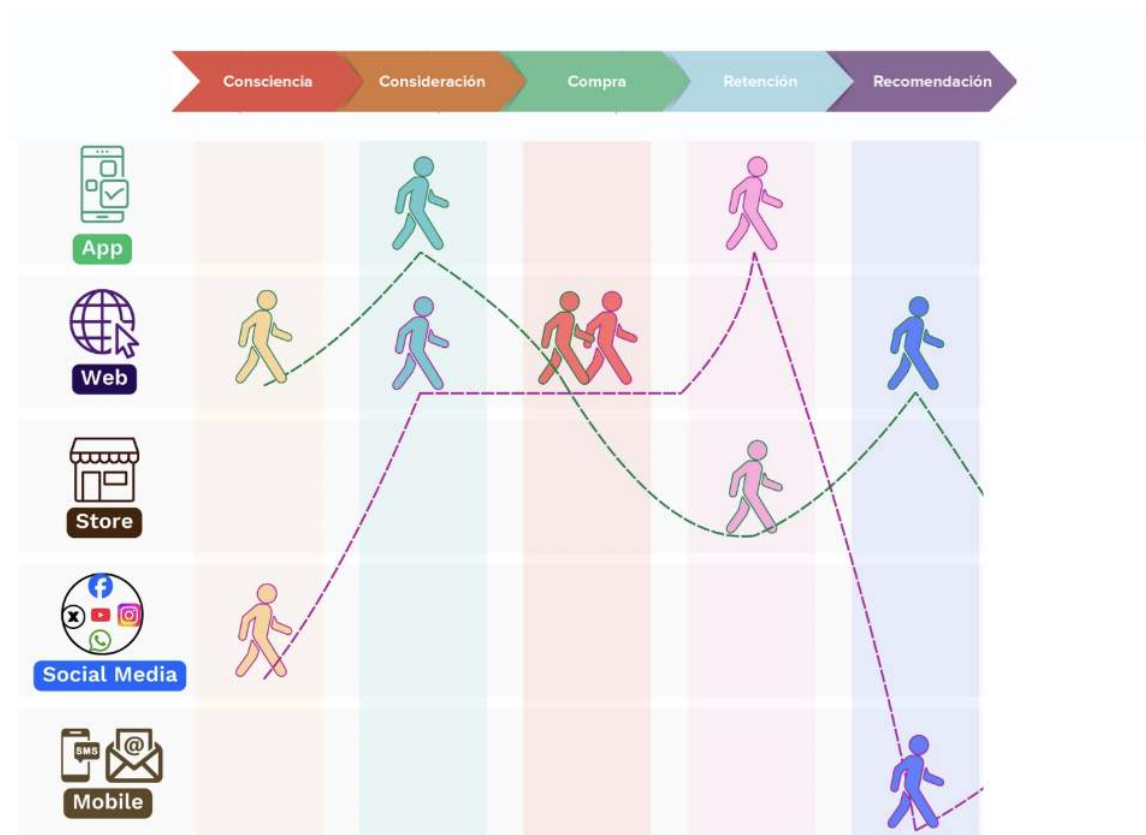 Consciencia
Consideración
Compra
Retención
Recomendación
App
Web
Store
X
Social Media
SMS
@
Mobile